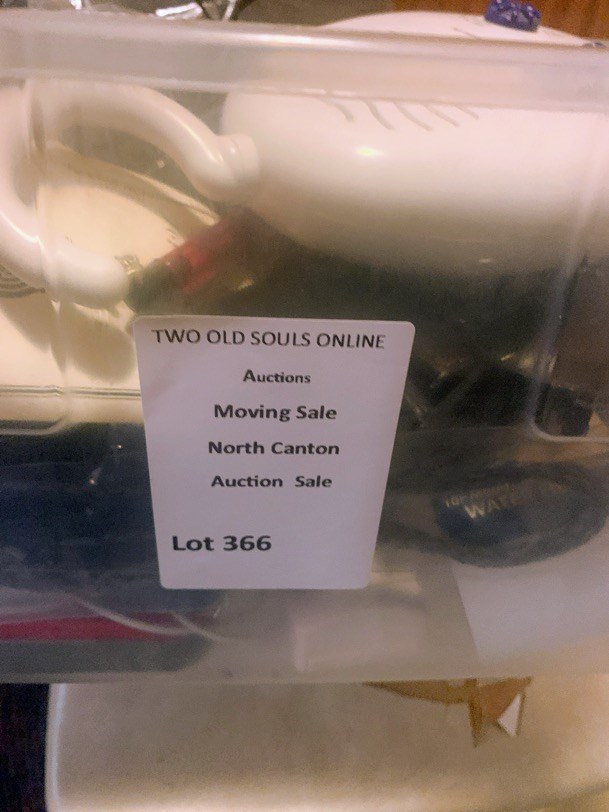 TWO OLD SOULS ONLINE
Auctions
Moving Sale
North Canton
Auction Sale
Lot 366